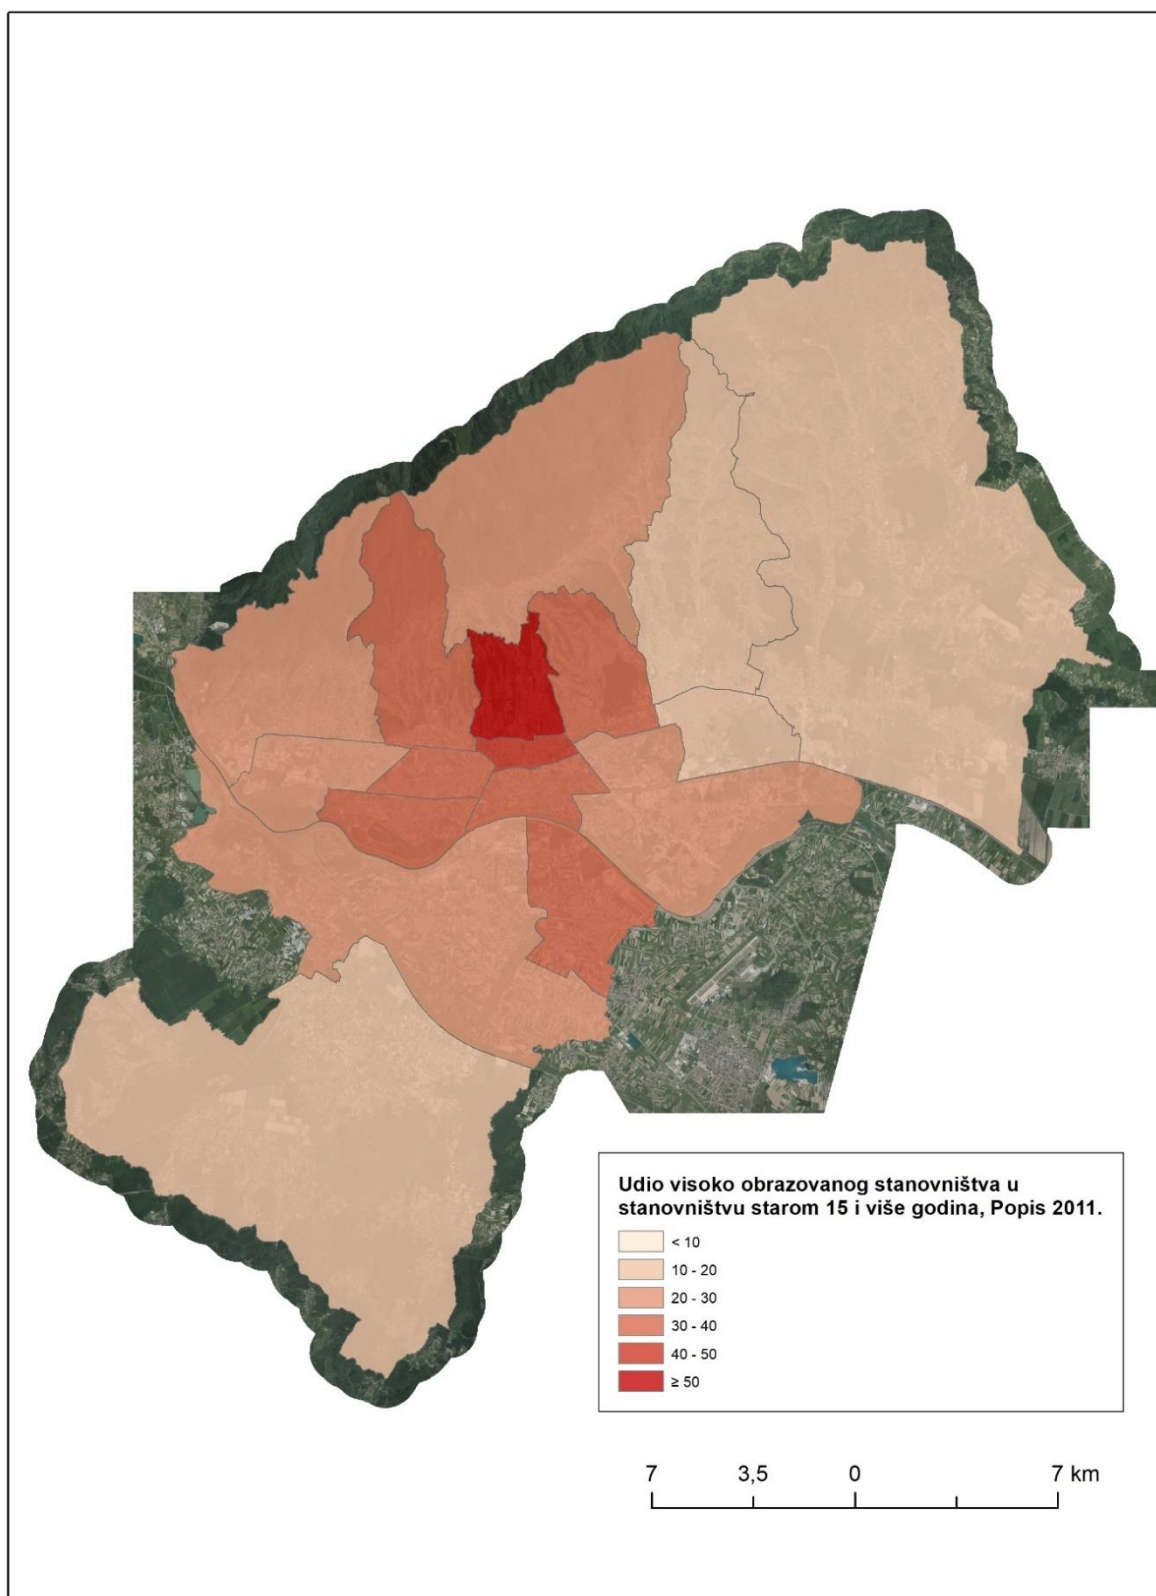 Udio visoko obrazovanog stanovništva u
stanovništvu starom 15 i više godina, Popis 2011.
< 10
10 - 20
20 - 30
30 - 40
40 - 50
≥ 50
7 3,5 0 7 km